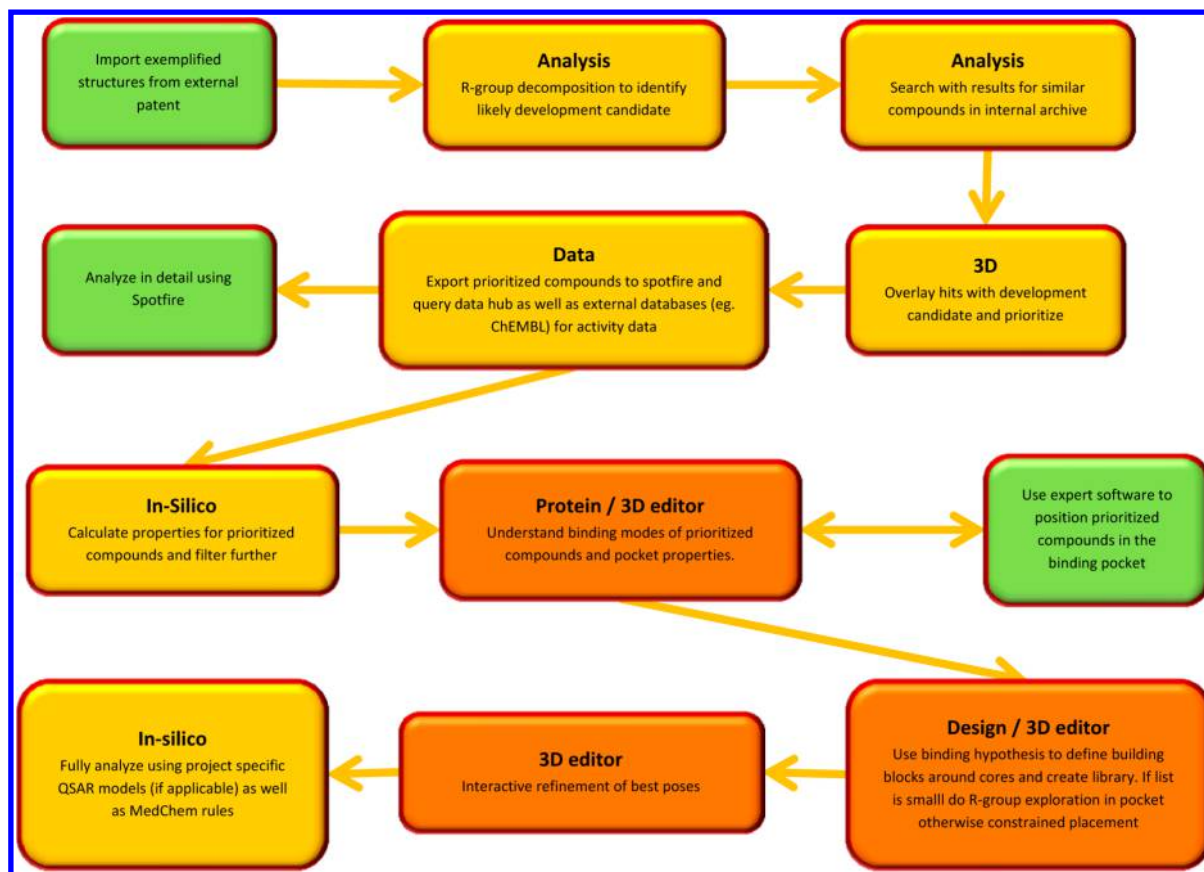 Import exemplified
structures from external
patent
Analysis
R-group decomposition to identify
likely development candidate
Analysis
Search with results for similar
compounds in internal archive
Analyze in detail using
Spotfire
Data
Export prioritized compounds to spotfire and
query data hub as well as external databases (eg.
ChEMBL) for activity data
3D
Overlay hits with development
candidate and prioritize
In-Silico
Calculate properties for prioritized
compounds and filter further
Protein / 3D editor
Understand binding modes of prioritized
compounds and pocket properties.
Use expert software to
position prioritized
compounds in the
binding pocket
In-silico
Fully analyze using project specific
QSAR models (if applicable) as well
as MedChem rules
3D editor
Interactive refinement of best poses
Design / 3D editor
Use binding hypothesis to define building
blocks around cores and create library. If list
is smalll do R-group exploration in pocket
otherwise constrained placement